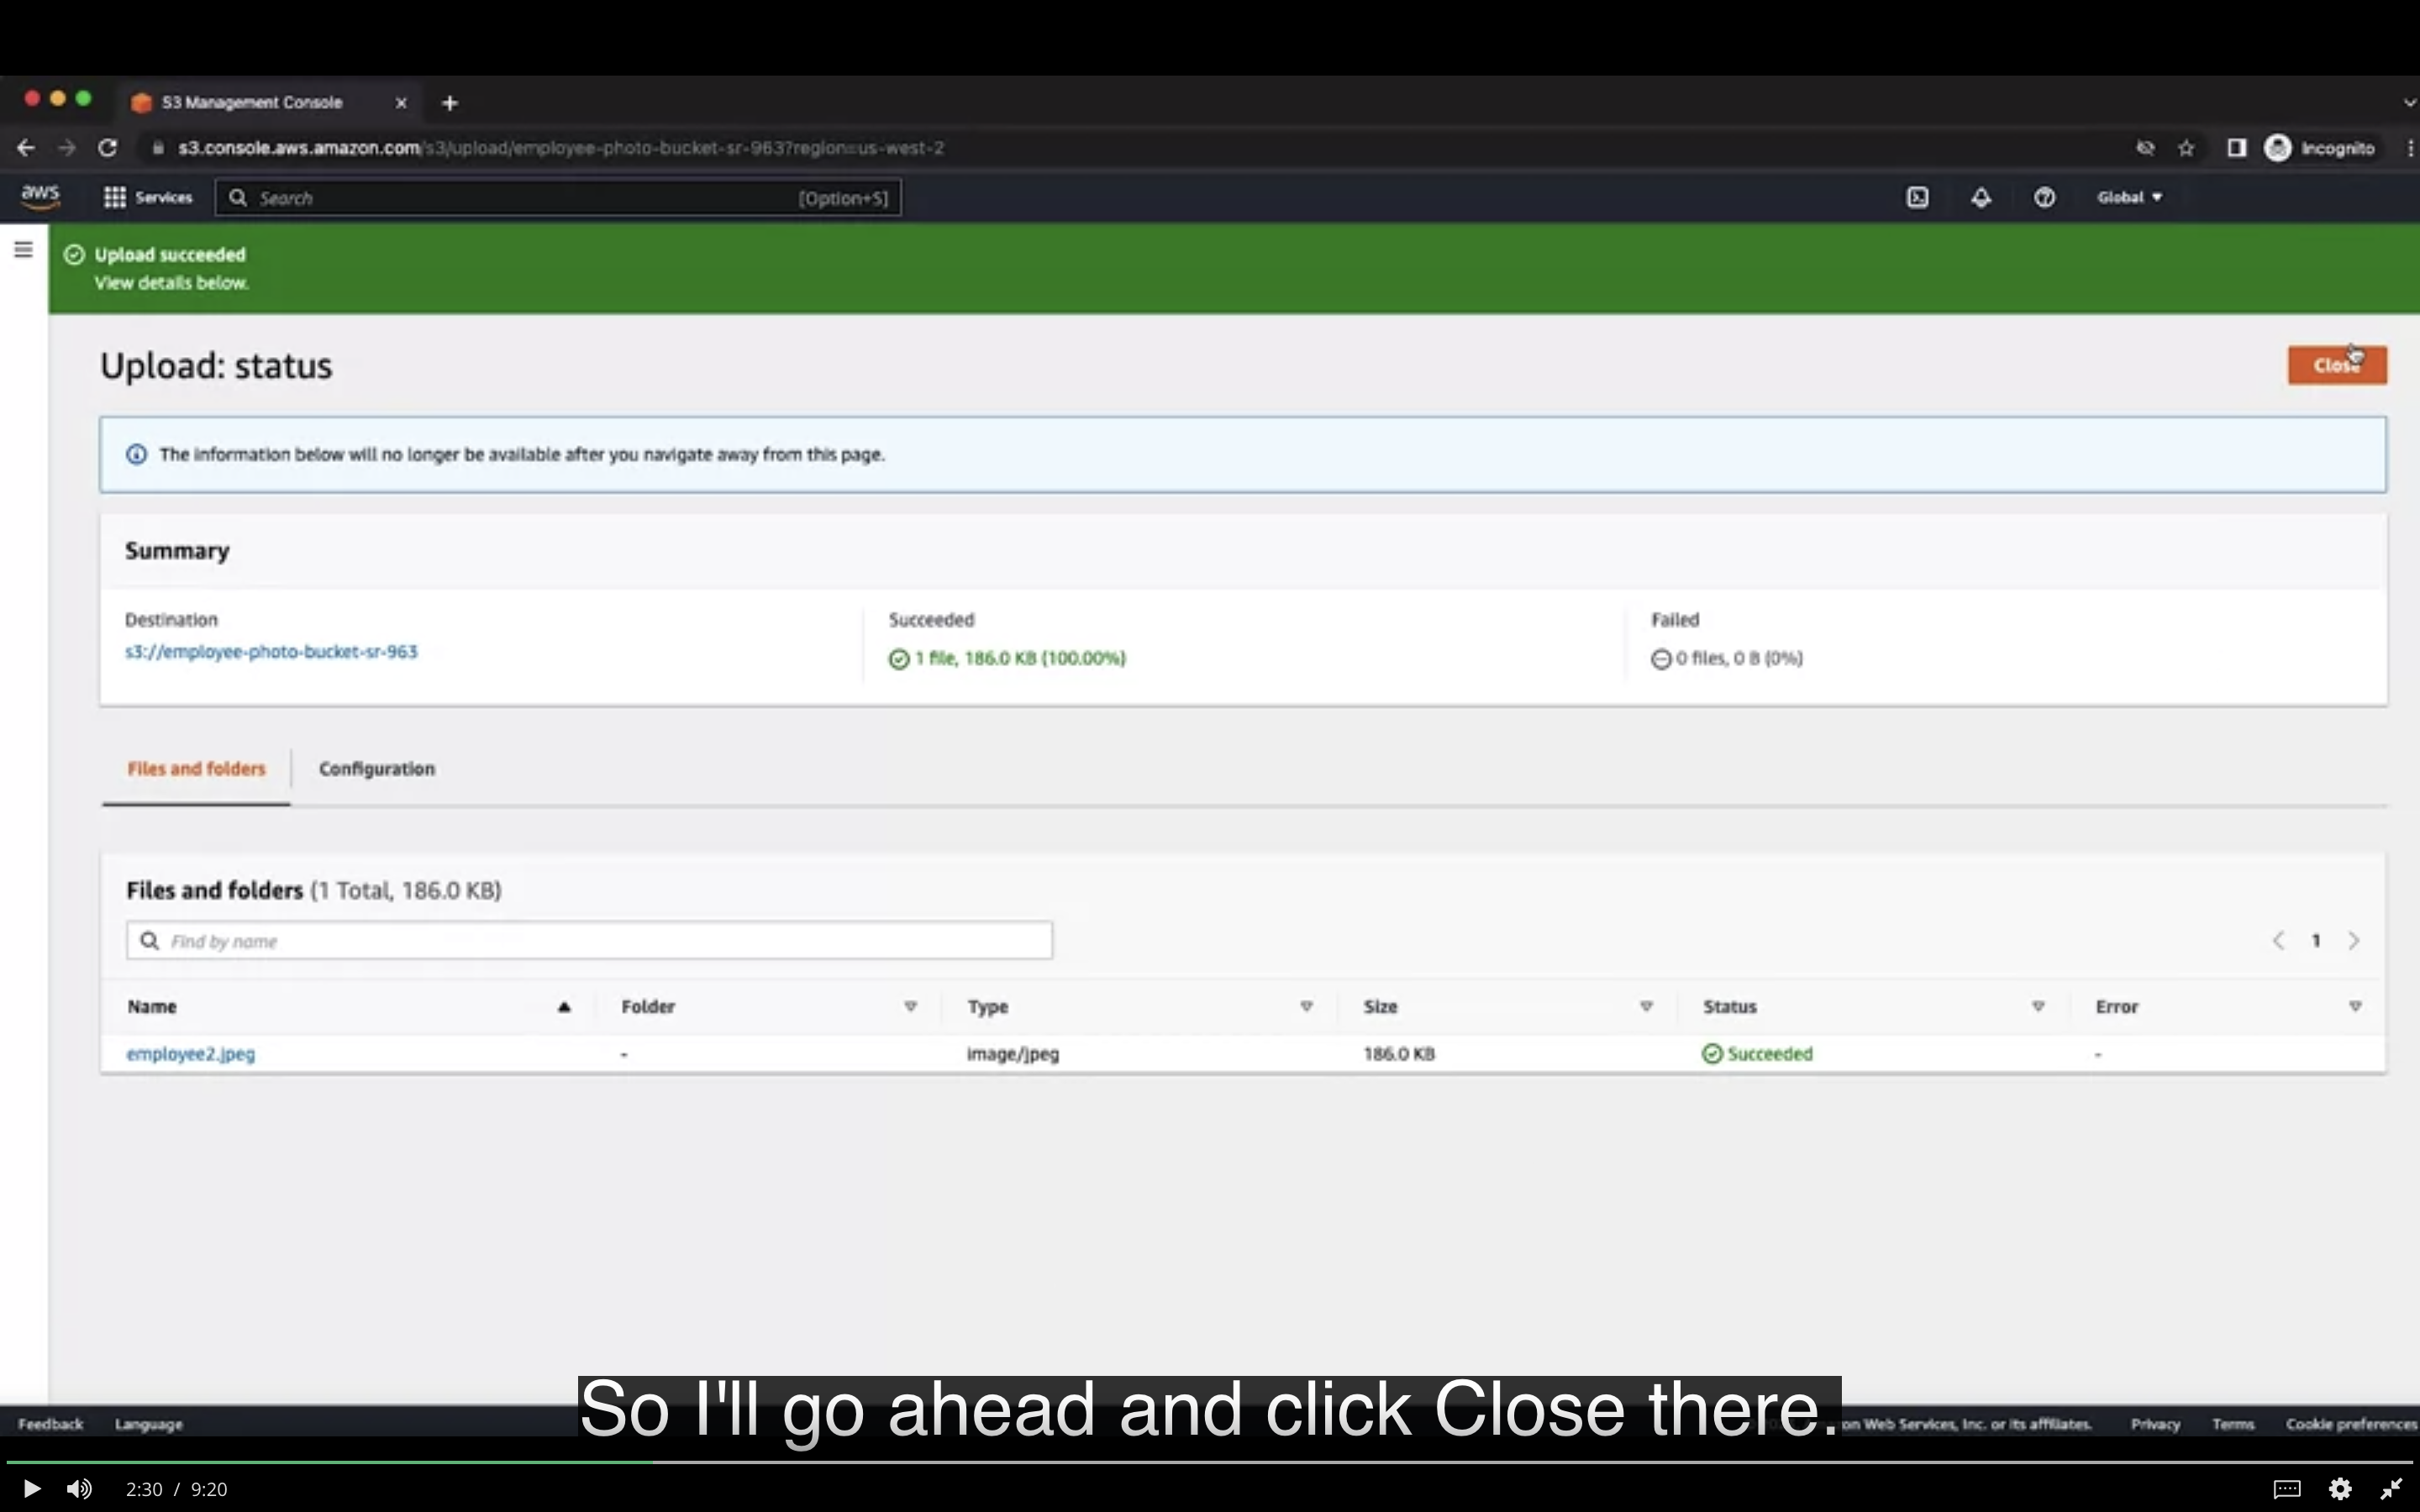 S3 Management Console
s3.console.aws.amazon.com/s3/upload/employee-photo-bucket-sr-963?region=us-west-2
Incognito
aws
Services
Search
[Option+S]
Global
Upload succeeded
View details below.
Upload: status
Close
The information below will no longer be available after you navigate away from this page.
Summary
Destination
Succeeded
Failed
s3://employee-photo-bucket-sr-963
1 file, 186.0 KB (100.00%)
0 files, 0 B (0%)
Files and folders
Configuration
Files and folders (1 Total, 186.0 KB)
Find by name
1
Name
Folder
Type
Size
Status
Error
employee2.jpeg
-
image/jpeg
186.0 KB
Succeeded
-
So I'll go ahead and click Close there.
Feedback
Language
on Web Services, Inc. or its affiliates.
Privacy
Terms
Cookie preferences
2:30 / 9:20